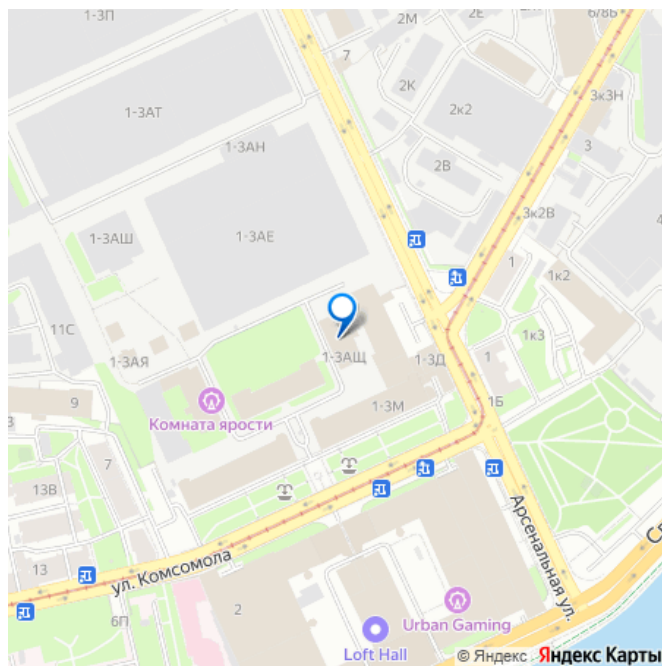 1-3П
2М
2Е
6/8Б
7
2К
3к3Н
1-3АТ
2к2
1-3АН
2В
3
3к2В
1-3АШ
1-3АЕ
4
1
1к2
11С
1к3
1-3АЩ
1-3Д
1
1-3АЯ
9
1-3М
1Б
3
Комната ярости
7
13В
Арсенальная ул.
13
ул. Комсомола
2
6П
Urban Gaming
Loft Hall
© Яндекс Яндекс Карты